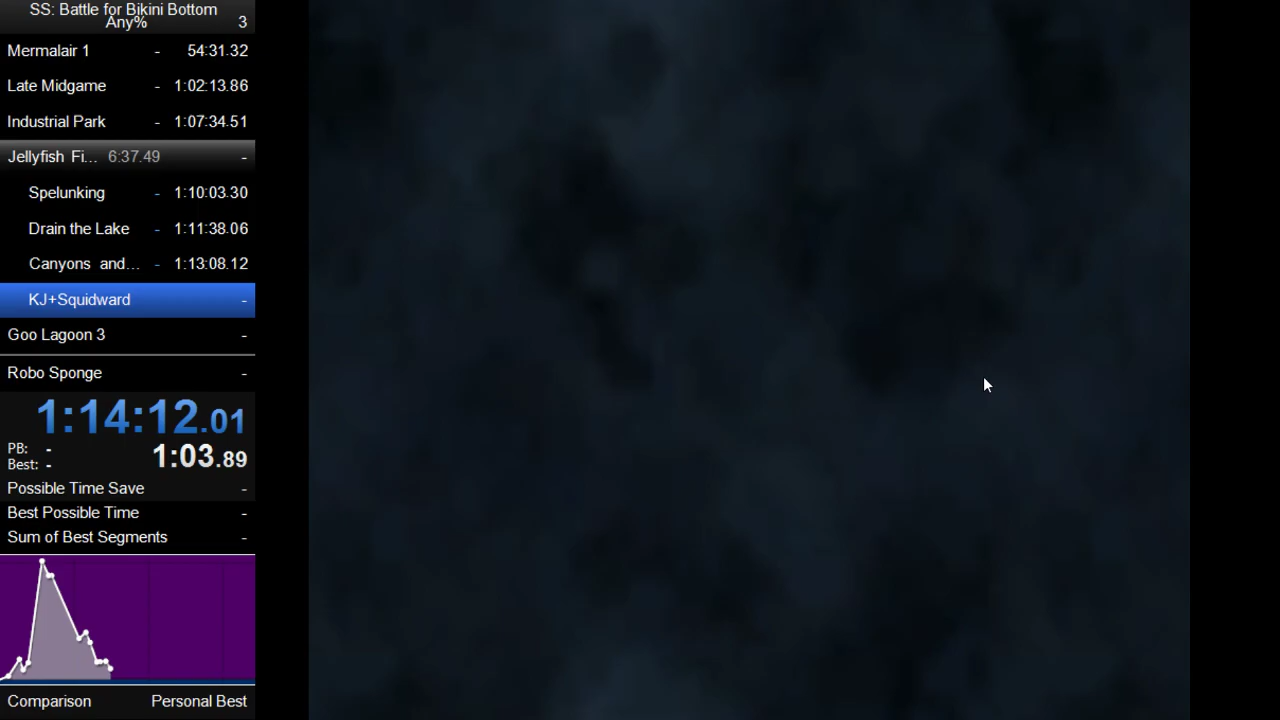 SS: Battle for Bikini Bottom
Any% 3
Mermalair 1 - 54:31.32
Late Midgame - 1:02:13.86
Industrial Park - 1:07:34.51
Jellyfish Fi... 6:37.49 -
Spelunking - 1:10:03.30
Drain the Lake - 1:11:38.06
Canyons and... - 1:13:08.12
KJ+Squidward -
Goo Lagoon 3 -
Robo Sponge -
1:14:12.01
PB: - 1:03.89
Best: -
Possible Time Save -
Best Possible Time -
Sum of Best Segments -
Comparison Personal Best